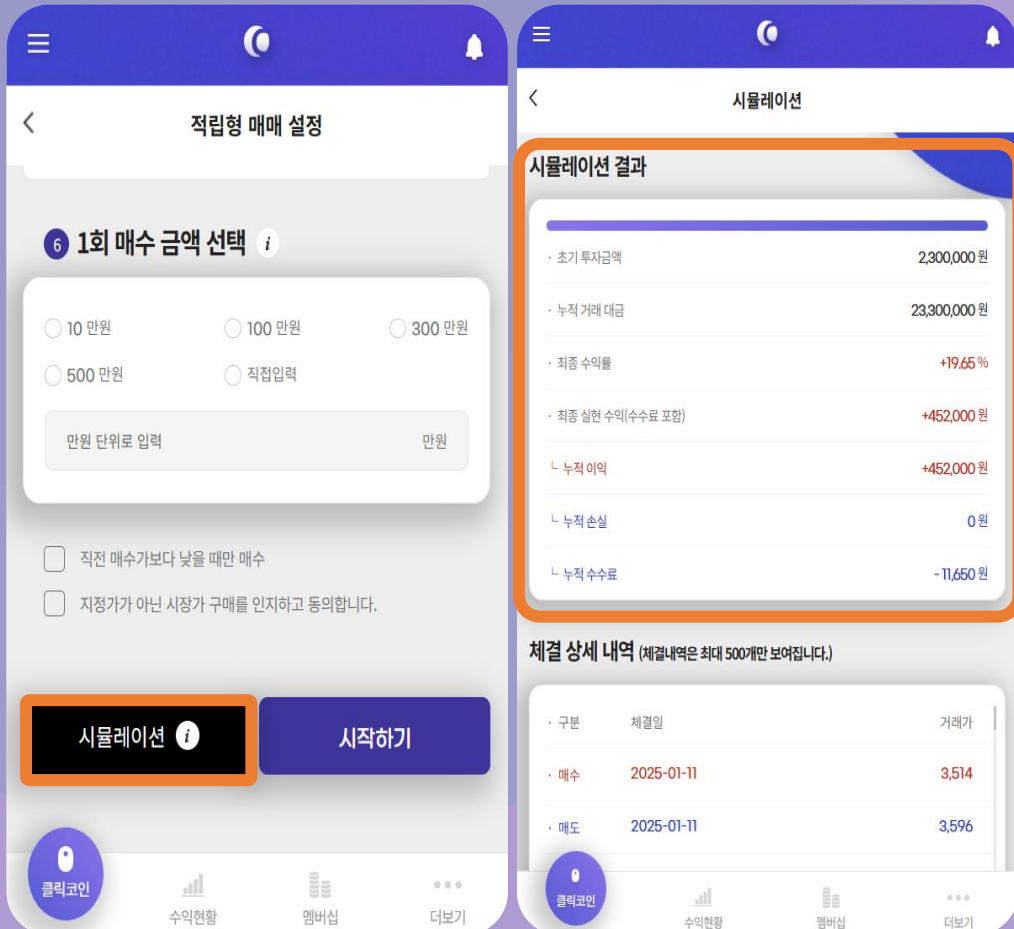 적립형 매매 설정
6 1회 매수 금액 선택 i
10 만원 100 만원 300 만원
500 만원 직접입력
만원 단위로 입력 만원
직전 매수가보다 낮을 때만 매수
지정가가 아닌 시장가 구매를 인지하고 동의합니다.
시뮬레이션 i 시작하기
클릭코인 수익현황 멤버십 더보기
시뮬레이션
시뮬레이션 결과
· 초기 투자금액 2,300,000 원
· 누적 거래 대금 23,300,000 원
· 최종 수익률 +19.65 %
· 최종 실현 수익(수수료 포함) +452,000 원
└ 누적 이익 +452,000 원
└ 누적 손실 0 원
└ 누적 수수료 - 11,650 원
체결 상세 내역 (체결내역은 최대 500개만 보여집니다.)
· 구분 체결일 거래가
· 매수 2025-01-11 3,514
· 매도 2025-01-11 3,596
클릭코인 수익현황 멤버십 더보기